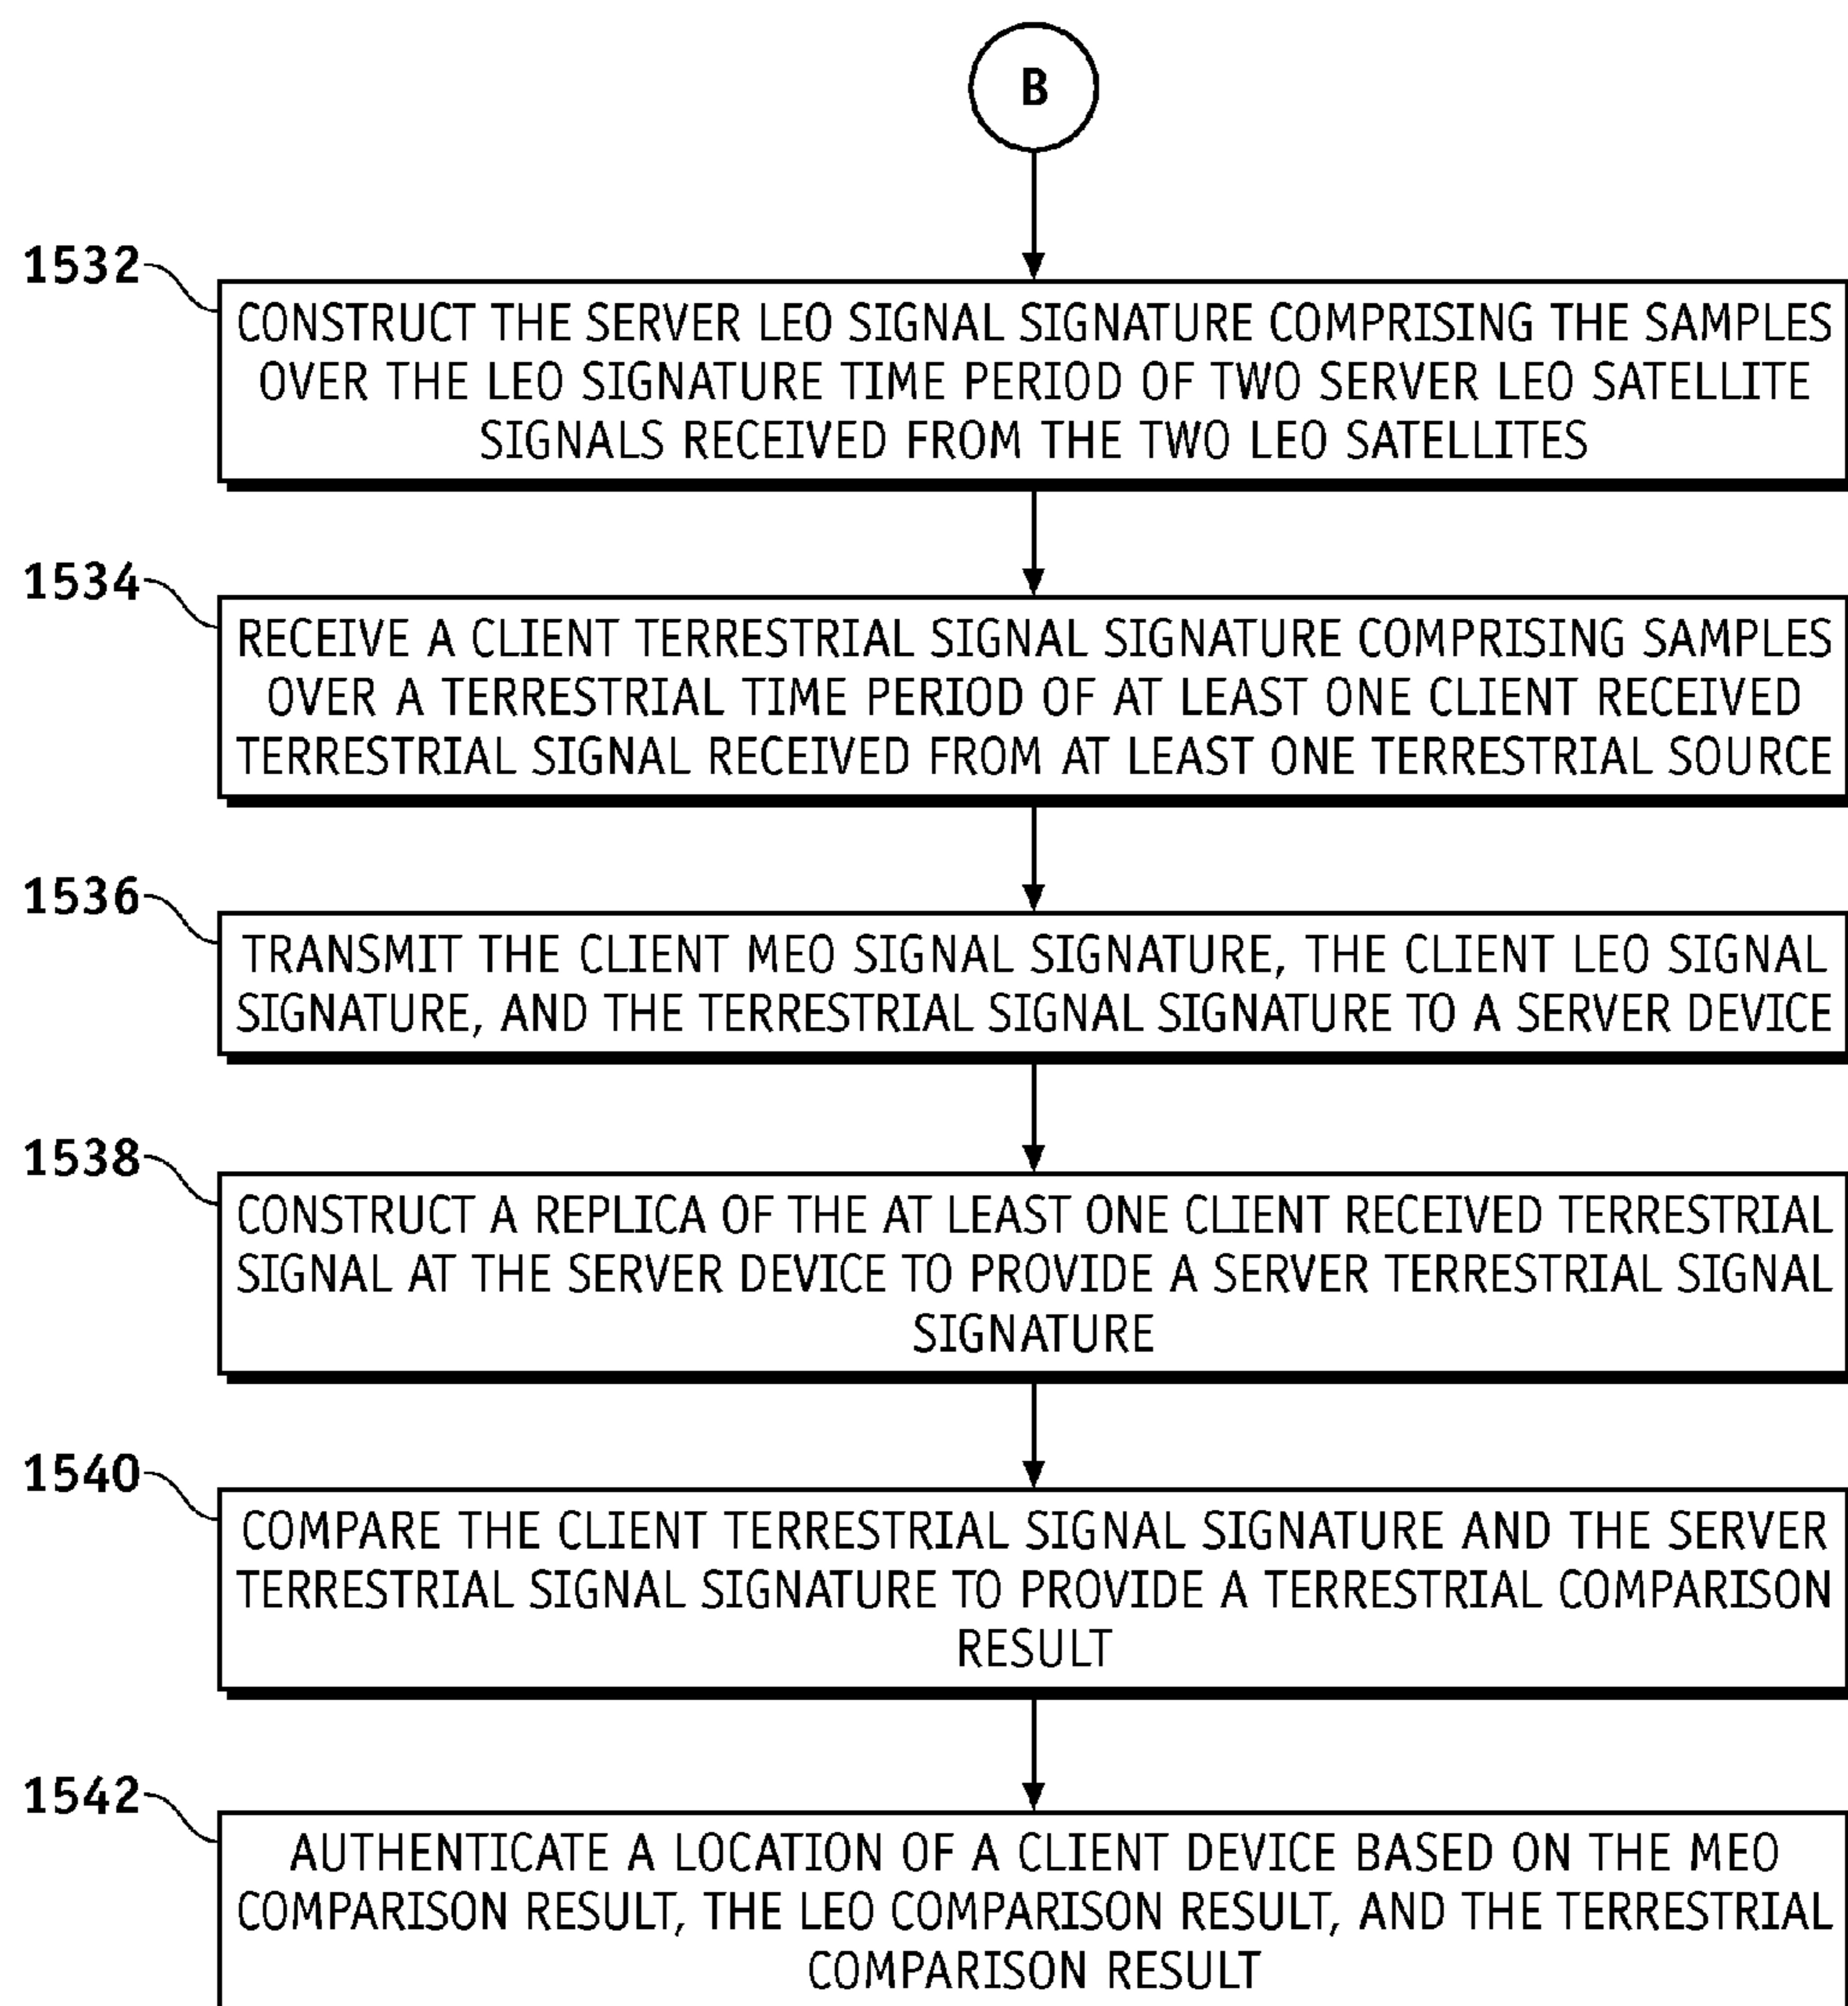 B
1532
CONSTRUCT THE SERVER LEO SIGNAL SIGNATURE COMPRISING THE SAMPLES
OVER THE LEO SIGNATURE TIME PERIOD OF TWO SERVER LEO SATELLITE
SIGNALS RECEIVED FROM THE TWO LEO SATELLITES
1534
RECEIVE A CLIENT TERRESTRIAL SIGNAL SIGNATURE COMPRISING SAMPLES
OVER A TERRESTRIAL TIME PERIOD OF AT LEAST ONE CLIENT RECEIVED
TERRESTRIAL SIGNAL RECEIVED FROM AT LEAST ONE TERRESTRIAL SOURCE
1536
TRANSMIT THE CLIENT MEO SIGNAL SIGNATURE, THE CLIENT LEO SIGNAL
SIGNATURE, AND THE TERRESTRIAL SIGNAL SIGNATURE TO A SERVER DEVICE
1538
CONSTRUCT A REPLICA OF THE AT LEAST ONE CLIENT RECEIVED TERRESTRIAL
SIGNAL AT THE SERVER DEVICE TO PROVIDE A SERVER TERRESTRIAL SIGNAL
SIGNATURE
1540
COMPARE THE CLIENT TERRESTRIAL SIGNAL SIGNATURE AND THE SERVER
TERRESTRIAL SIGNAL SIGNATURE TO PROVIDE A TERRESTRIAL COMPARISON
RESULT
1542
AUTHENTICATE A LOCATION OF A CLIENT DEVICE BASED ON THE MEO
COMPARISON RESULT, THE LEO COMPARISON RESULT, AND THE TERRESTRIAL
COMPARISON RESULT